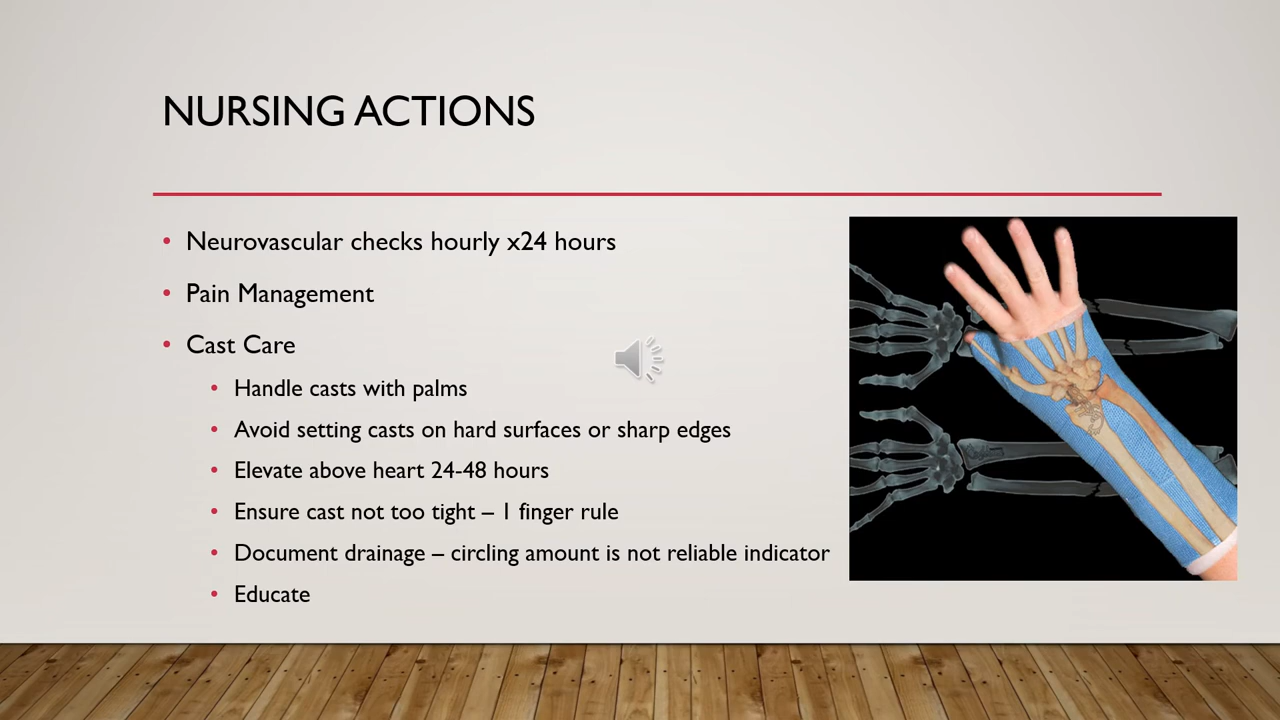 NURSING ACTIONS
• Neurovascular checks hourly x24 hours
• Pain Management
• Cast Care
• Handle casts with palms
• Avoid setting casts on hard surfaces or sharp edges
• Elevate above heart 24-48 hours
• Ensure cast not too tight – 1 finger rule
• Document drainage – circling amount is not reliable indicator
• Educate